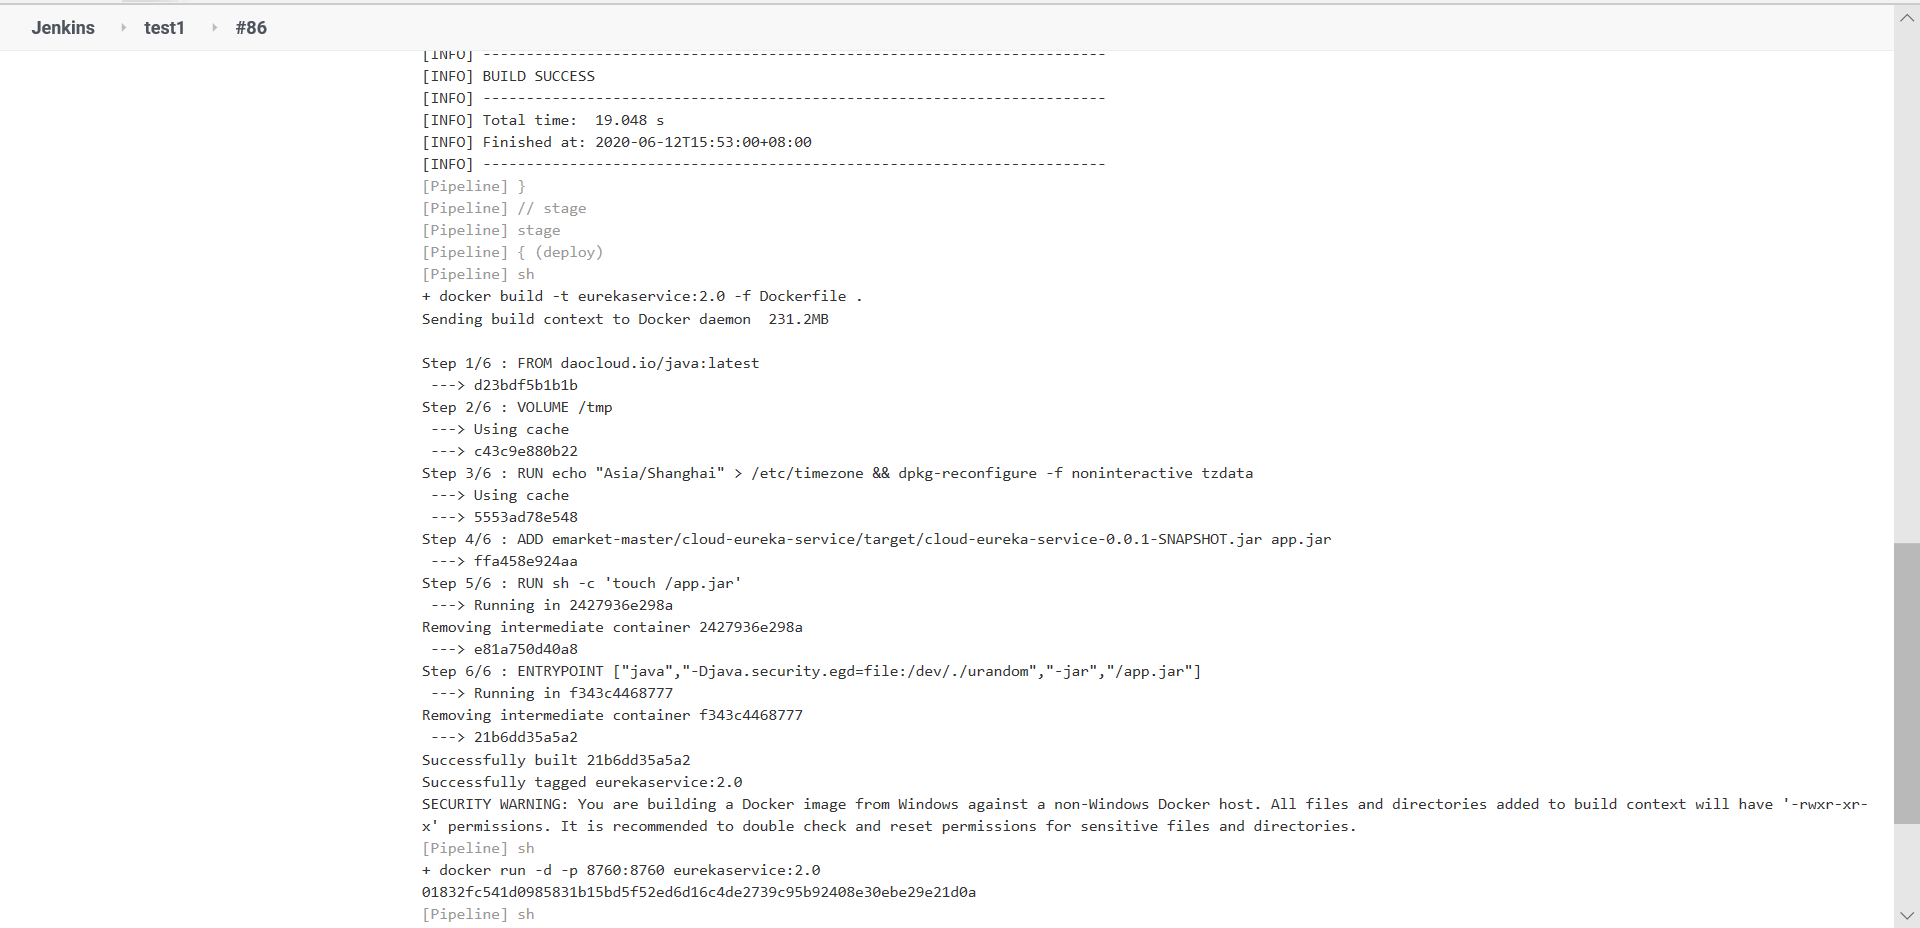 Jenkins test1 #86
[INFO] ------------------------------------------------------------------------
[INFO] BUILD SUCCESS
[INFO] ------------------------------------------------------------------------
[INFO] Total time:  19.048 s
[INFO] Finished at: 2020-06-12T15:53:00+08:00
[INFO] ------------------------------------------------------------------------
[Pipeline] }
[Pipeline] // stage
[Pipeline] stage
[Pipeline] { (deploy)
[Pipeline] sh
+ docker build -t eurekaservice:2.0 -f Dockerfile .
Sending build context to Docker daemon  231.2MB
Step 1/6 : FROM daocloud.io/java:latest
 ---> d23bdf5b1b1b
Step 2/6 : VOLUME /tmp
 ---> Using cache
 ---> c43c9e880b22
Step 3/6 : RUN echo "Asia/Shanghai" > /etc/timezone && dpkg-reconfigure -f noninteractive tzdata
 ---> Using cache
 ---> 5553ad78e548
Step 4/6 : ADD emarket-master/cloud-eureka-service/target/cloud-eureka-service-0.0.1-SNAPSHOT.jar app.jar
 ---> ffa458e924aa
Step 5/6 : RUN sh -c 'touch /app.jar'
 ---> Running in 2427936e298a
Removing intermediate container 2427936e298a
 ---> e81a750d40a8
Step 6/6 : ENTRYPOINT ["java","-Djava.security.egd=file:/dev/./urandom","-jar","/app.jar"]
 ---> Running in f343c4468777
Removing intermediate container f343c4468777
 ---> 21b6dd35a5a2
Successfully built 21b6dd35a5a2
Successfully tagged eurekaservice:2.0
SECURITY WARNING: You are building a Docker image from Windows against a non-Windows Docker host. All files and directories added to build context will have '-rwxr-xr-
x' permissions. It is recommended to double check and reset permissions for sensitive files and directories.
[Pipeline] sh
+ docker run -d -p 8760:8760 eurekaservice:2.0
01832fc541d0985831b15bd5f52ed6d16c4de2739c95b92408e30ebe29e21d0a
[Pipeline] sh